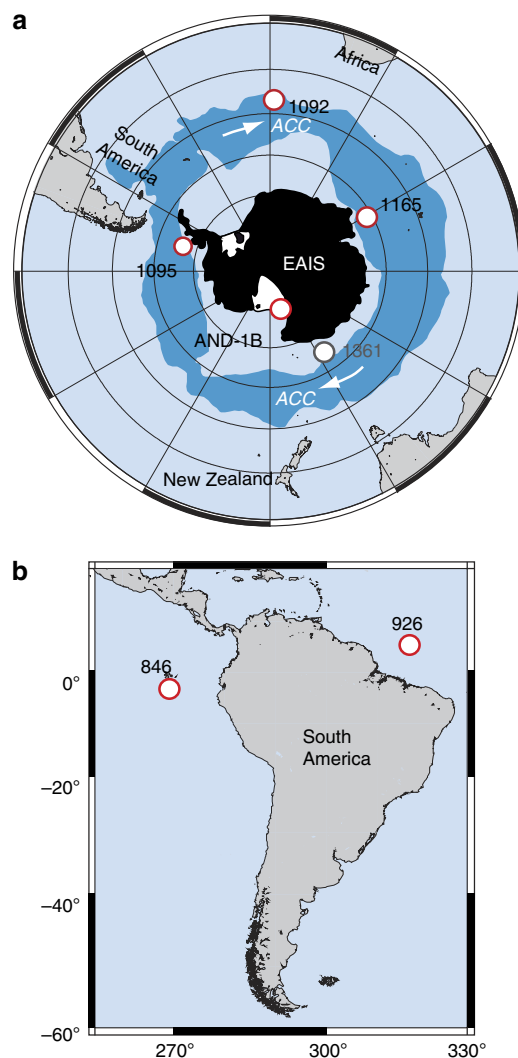 a
Africa
1092
ACC
South
America
1165
EAIS
1095
AND-1B
1361
ACC
New Zealand
b
926
846
0°
South
America
–20°
–40°
–60°
270°
300°
330°